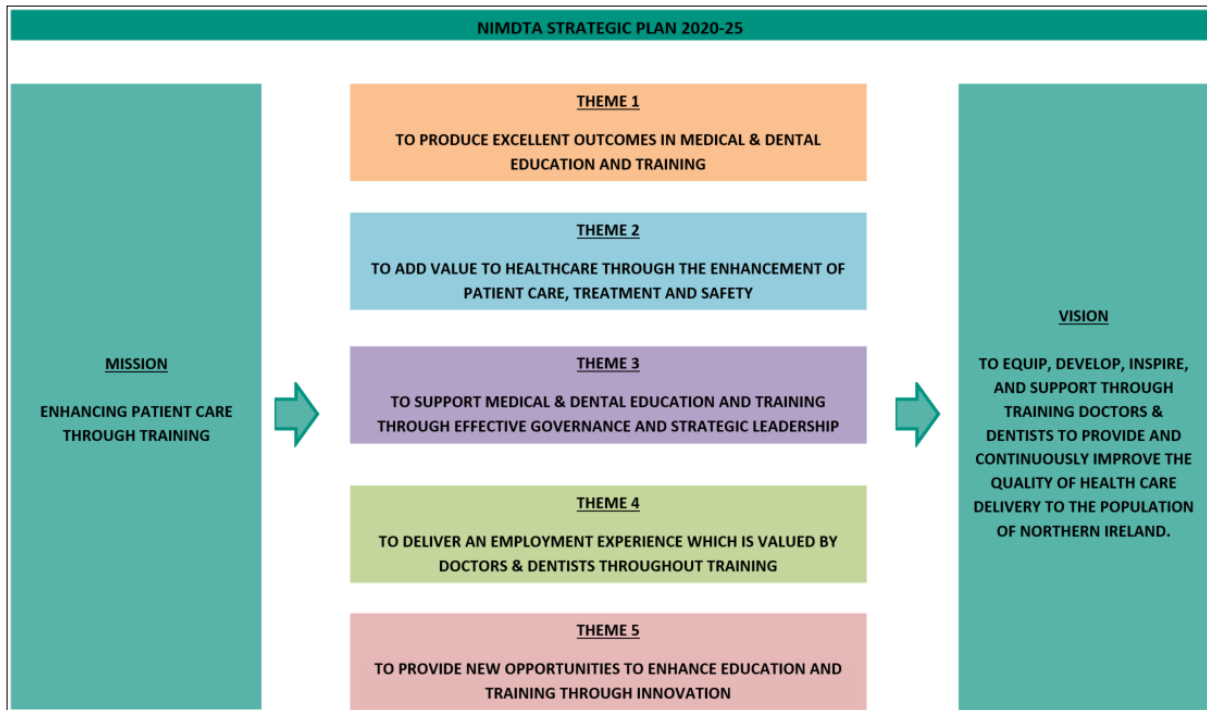 NIMDTA STRATEGIC PLAN 2020-25
MISSION
ENHANCING PATIENT CARE
THROUGH TRAINING
THEME 1
TO PRODUCE EXCELLENT OUTCOMES IN MEDICAL & DENTAL
EDUCATION AND TRAINING
THEME 2
TO ADD VALUE TO HEALTHCARE THROUGH THE ENHANCEMENT OF
PATIENT CARE, TREATMENT AND SAFETY
THEME 3
TO SUPPORT MEDICAL & DENTAL EDUCATION AND TRAINING
THROUGH EFFECTIVE GOVERNANCE AND STRATEGIC LEADERSHIP
THEME 4
TO DELIVER AN EMPLOYMENT EXPERIENCE WHICH IS VALUED BY
DOCTORS & DENTISTS THROUGHOUT TRAINING
THEME 5
TO PROVIDE NEW OPPORTUNITIES TO ENHANCE EDUCATION AND
TRAINING THROUGH INNOVATION
VISION
TO EQUIP, DEVELOP, INSPIRE,
AND SUPPORT THROUGH
TRAINING DOCTORS &
DENTISTS TO PROVIDE AND
CONTINUOUSLY IMPROVE THE
QUALITY OF HEALTH CARE
DELIVERY TO THE POPULATION
OF NORTHERN IRELAND.